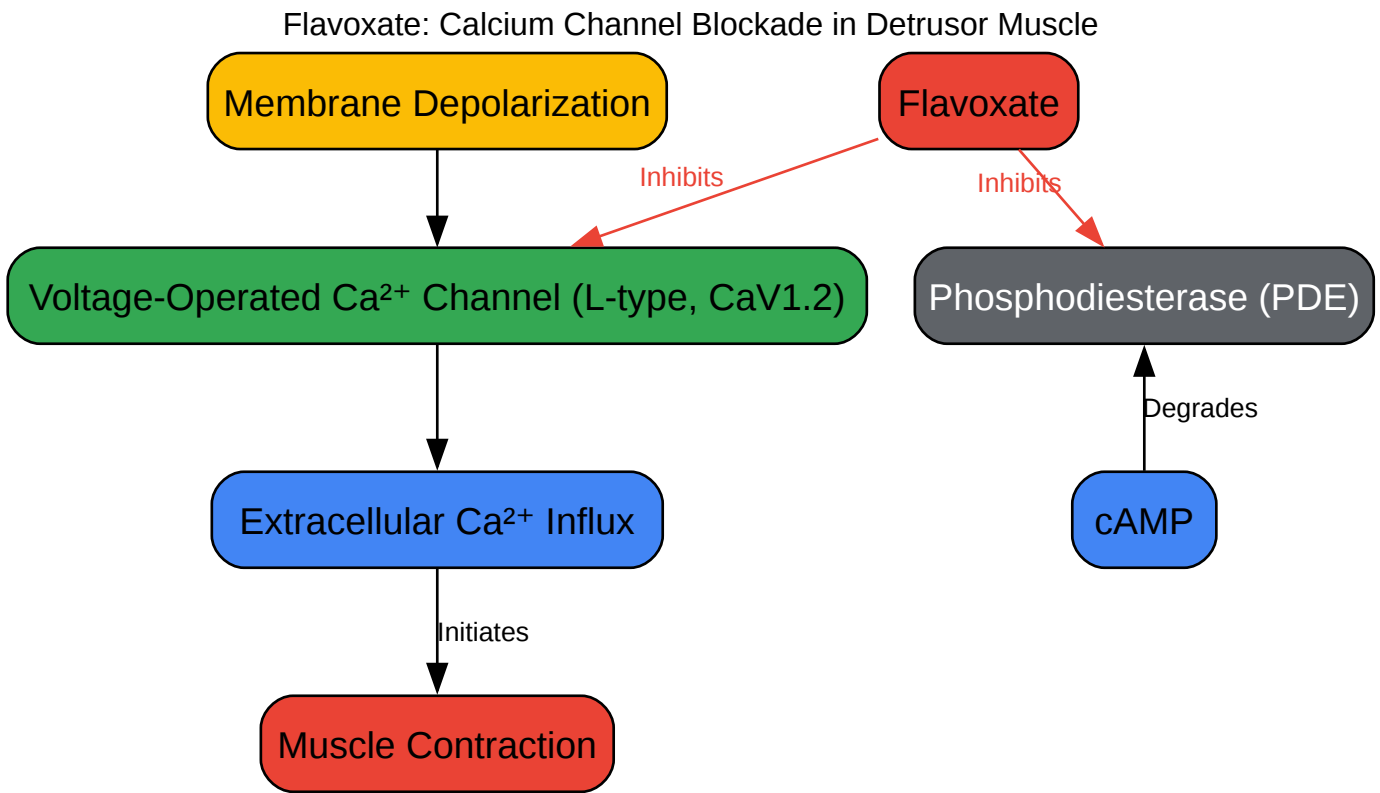 Flavoxate: Calcium Channel Blockade in Detrusor Muscle
Membrane Depolarization
Flavoxate
Inhibits
Inhibits
Voltage-Operated Ca²⁺ Channel (L-type, CaV1.2)
Phosphodiesterase (PDE)
Degrades
Extracellular Ca²⁺ Influx
cAMP
Initiates
Muscle Contraction